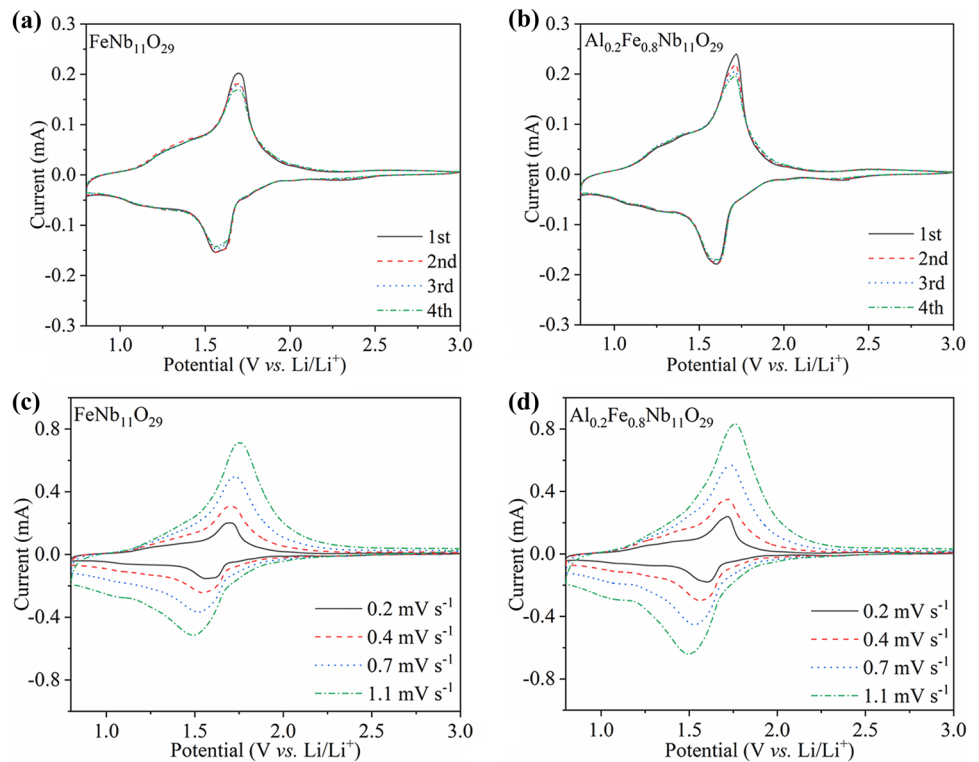 (a)
FeNb₁₁O₂₉
0.3
0.2
0.1
0.0
-0.1
-0.2
-0.3
Current (mA)
1st
2nd
3rd
4th
1.0 1.5 2.0 2.5 3.0
Potential (V vs. Li/Li⁺)
(b)
Al₀.₂Fe₀.₈Nb₁₁O₂₉
0.3
0.2
0.1
0.0
-0.1
-0.2
-0.3
Current (mA)
1st
2nd
3rd
4th
1.0 1.5 2.0 2.5 3.0
Potential (V vs. Li/Li⁺)
(c)
FeNb₁₁O₂₉
0.8
0.4
0.0
-0.4
-0.8
Current (mA)
0.2 mV s⁻¹
0.4 mV s⁻¹
0.7 mV s⁻¹
1.1 mV s⁻¹
1.0 1.5 2.0 2.5 3.0
Potential (V vs. Li/Li⁺)
(d)
Al₀.₂Fe₀.₈Nb₁₁O₂₉
0.8
0.4
0.0
-0.4
-0.8
Current (mA)
0.2 mV s⁻¹
0.4 mV s⁻¹
0.7 mV s⁻¹
1.1 mV s⁻¹
1.0 1.5 2.0 2.5 3.0
Potential (V vs. Li/Li⁺)